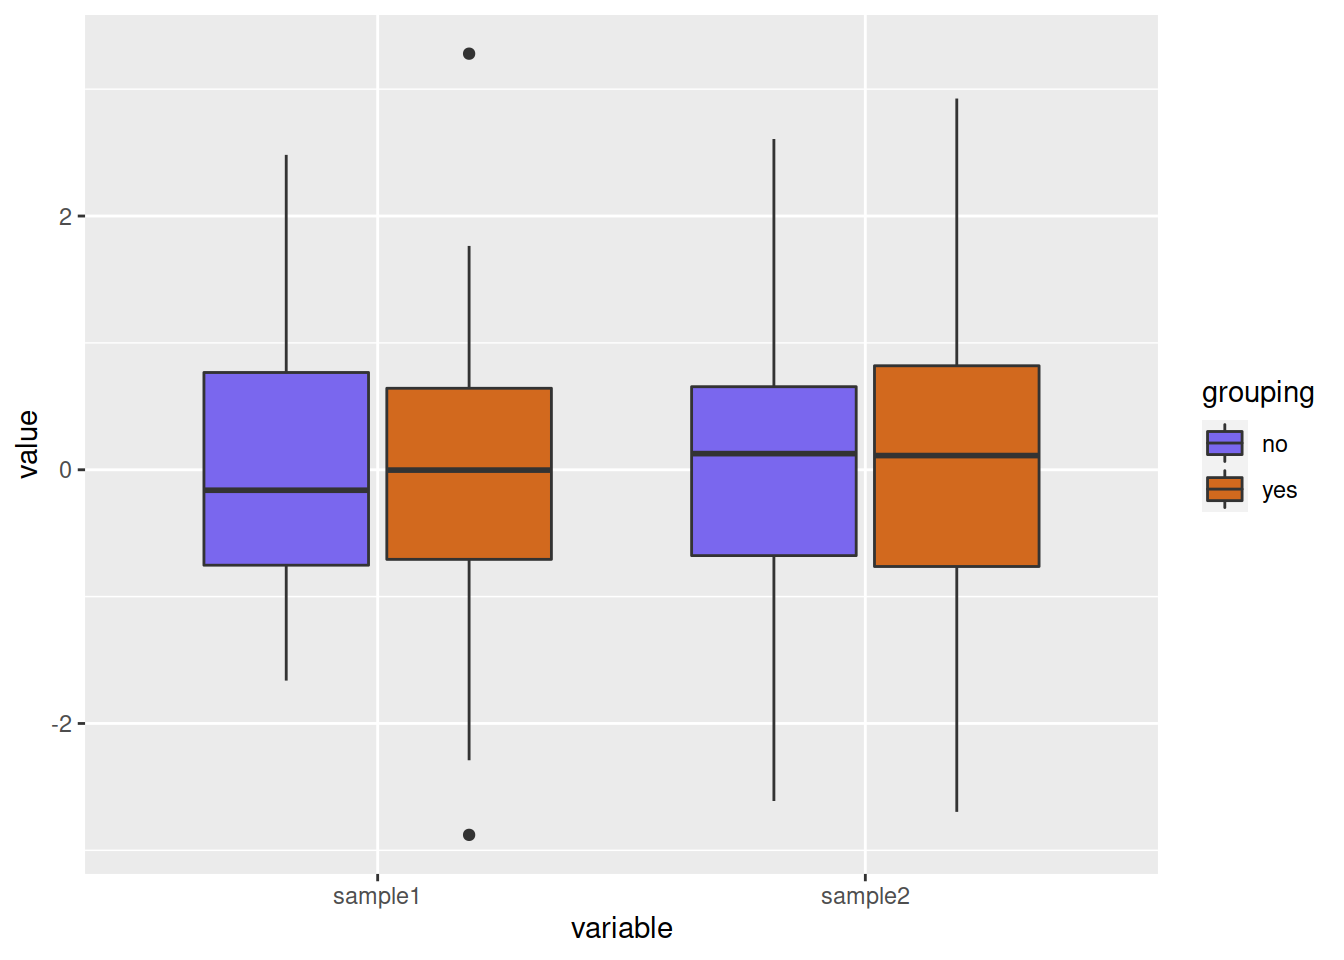 value
2
0
-2
sample1
sample2
variable
grouping
no
yes